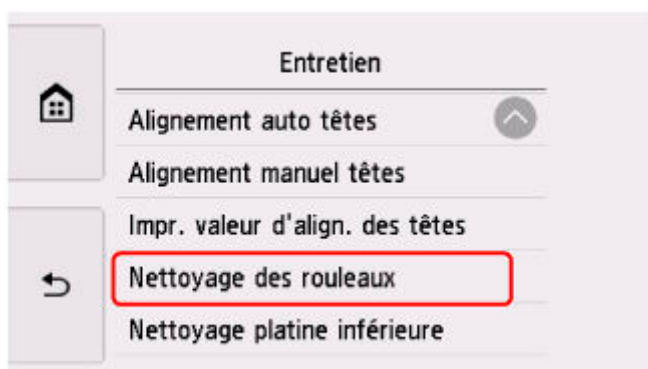 Entretien
Alignement auto têtes
Alignement manuel têtes
Impr. valeur d'align. des têtes
Nettoyage des rouleaux
Nettoyage platine inférieure